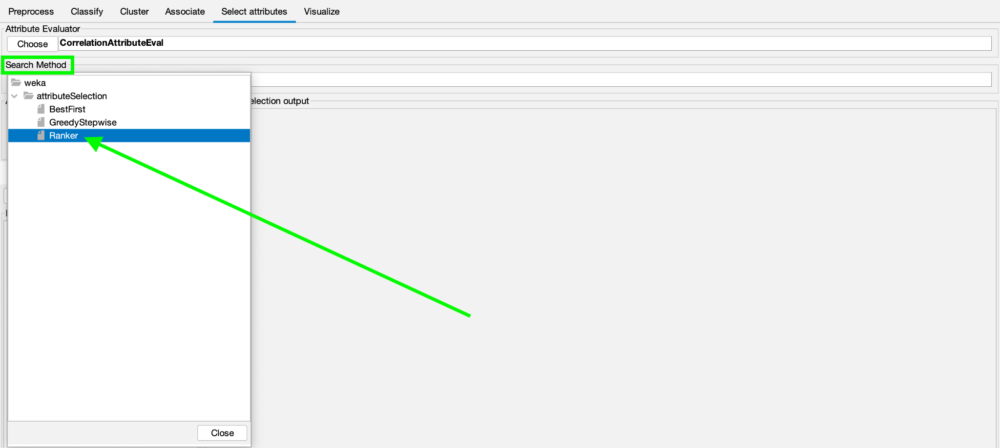 Preprocess Classify Cluster Associate Select attributes Visualize
Attribute Evaluator
Choose CorrelationAttributeEval
Search Method
weka
attributeSelection
election output
BestFirst
GreedyStepwise
Ranker
Close